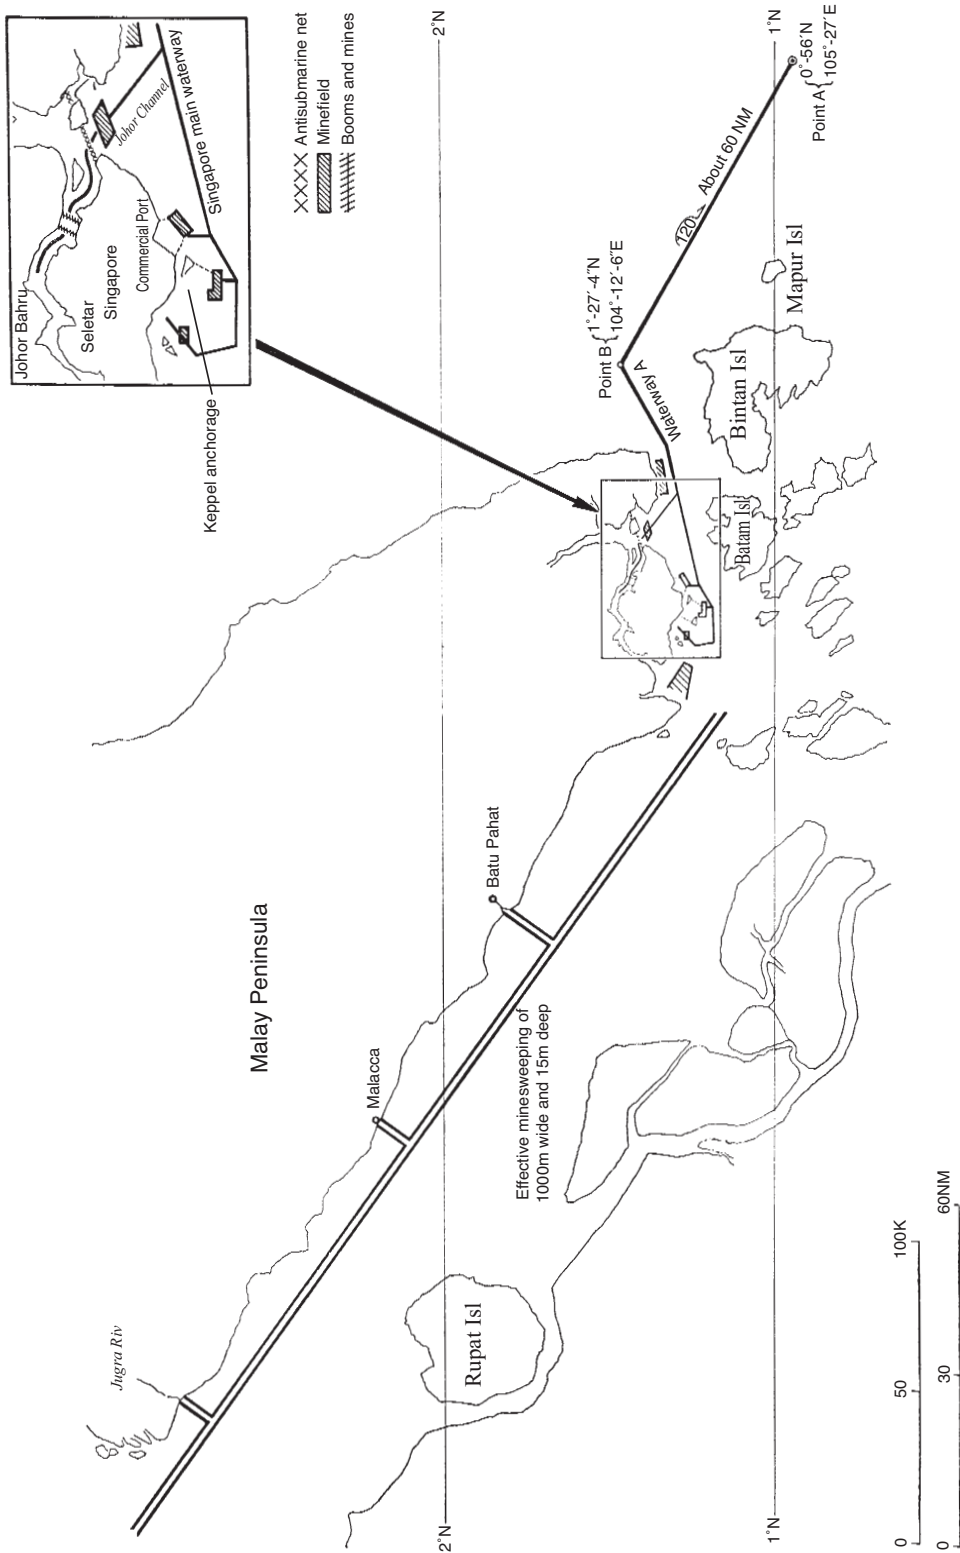 Johor Bahru
Seletar
Singapore
Commercial Port
Johor Channel
Singapore main waterway
Keppel anchorage
Antisubmarine net
Minefield
Booms and mines
2°N
1°N
Malay Peninsula
Jugra Riv
Malacca
Batu Pahat
Effective minesweeping of
1000m wide and 15m deep
Rupat Isl
Batam Isl
Bintan Isl
Mapur Isl
Waterway A
Point B
1°-27′-4″N
104°-12′-6″E
120
About 60 NM
Point A
0°-56′N
105°-27′E
2°N
1°N
0
50
100K
0
30
60NM